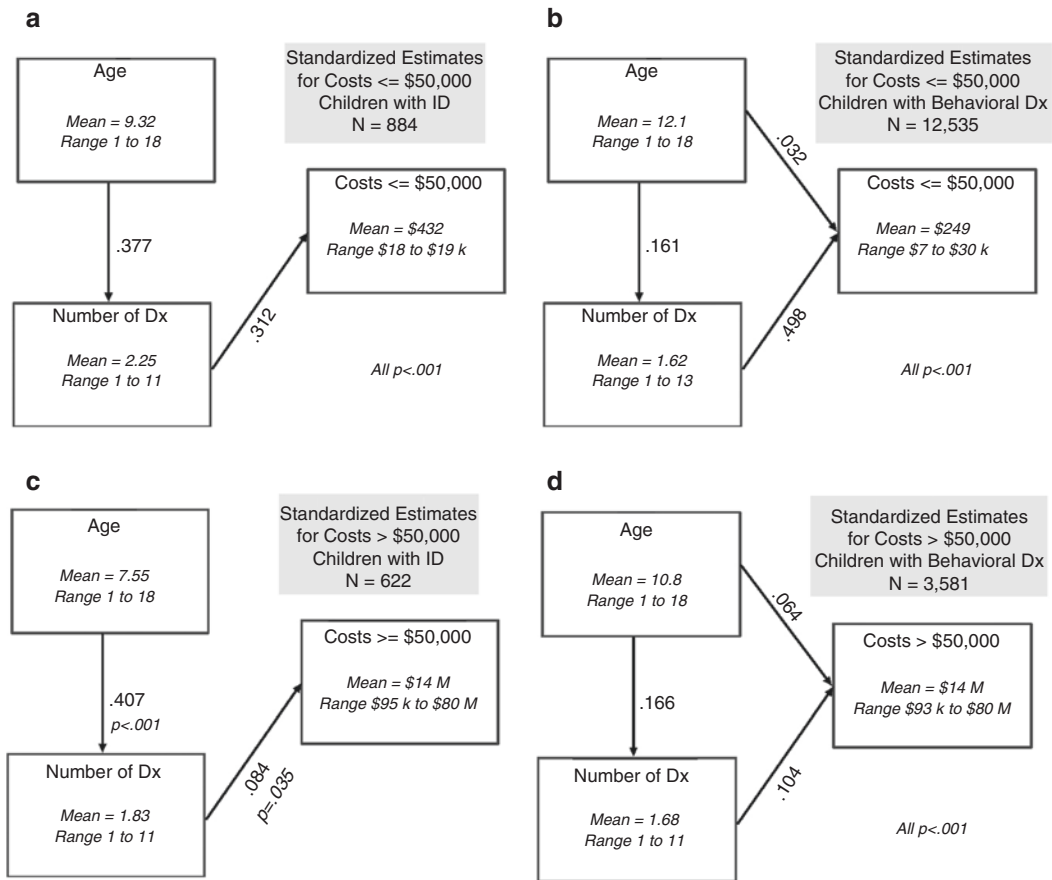 a
Age
Mean = 9.32
Range 1 to 18
Standardized Estimates
for Costs <= $50,000
Children with ID
N = 884
Costs <= $50,000
Mean = $432
Range $18 to $19 k
.377
.312
Number of Dx
Mean = 2.25
Range 1 to 11
All p<.001
b
Age
Mean = 12.1
Range 1 to 18
Standardized Estimates
for Costs <= $50,000
Children with Behavioral Dx
N = 12,535
.032
Costs <= $50,000
Mean = $249
Range $7 to $30 k
.161
.498
Number of Dx
Mean = 1.62
Range 1 to 13
All p<.001
c
Age
Mean = 7.55
Range 1 to 18
Standardized Estimates
for Costs > $50,000
Children with ID
N = 622
Costs >= $50,000
Mean = $14 M
Range $95 k to $80 M
.407
p<.001
.084
p=.035
Number of Dx
Mean = 1.83
Range 1 to 11
d
Age
Mean = 10.8
Range 1 to 18
Standardized Estimates
for Costs > $50,000
Children with Behavioral Dx
N = 3,581
.064
Costs > $50,000
Mean = $14 M
Range $93 k to $80 M
.166
.104
Number of Dx
Mean = 1.68
Range 1 to 11
All p<.001